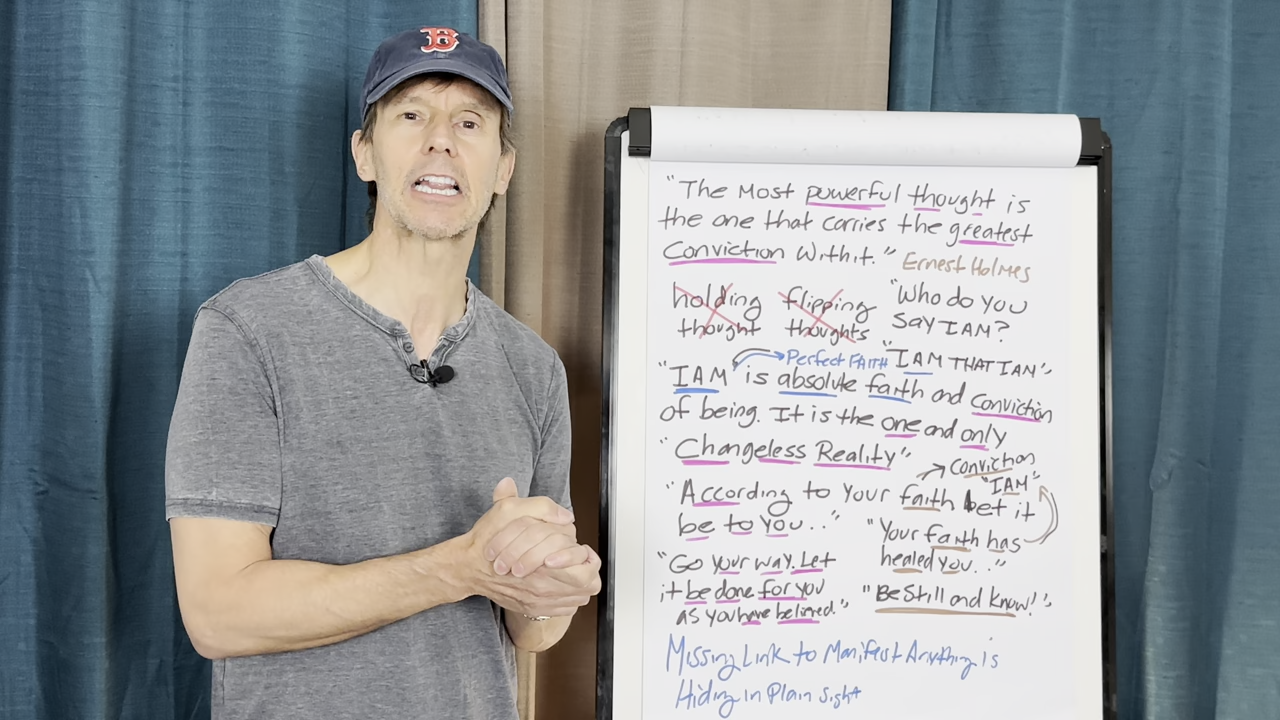 B
"The Most powerful thought is
the one that carries the greatest
Conviction With it."
Ernest Holmes
holding
thought
flipping
thoughts
"Who do you
say I AM?
Perfect FAITH
"I AM THAT I AM"
"I AM" is absolute faith and conviction
of being. It is the one and only
"Changeless Reality"
conviction
"I AM"
"According to your faith let it
be to you.."
"Your faith has
healed you.."
"Go your way. Let
it be done for you
as you have believed."
"Be Still and Know!"
Missing Link to Manifest Anything is
Hiding in Plain Sight